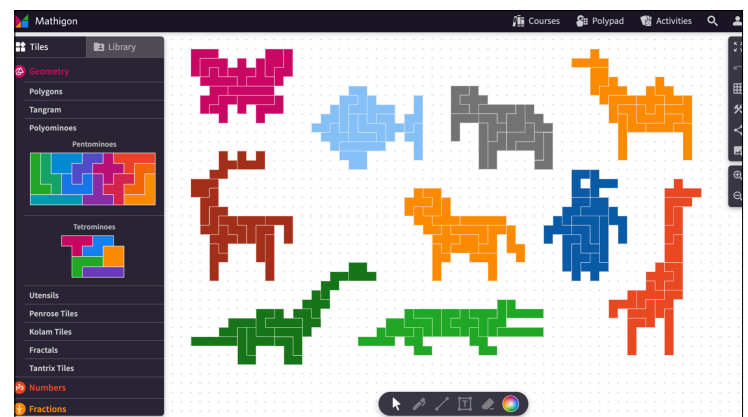 Mathigon
Courses
Polypad
Activities
Tiles
Library
Geometry
Polygons
Tangram
Polyominoes
Pentominoes
Tetrominoes
Utensils
Penrose Tiles
Kolam Tiles
Fractals
Tantrix Tiles
Numbers
Fractions
T